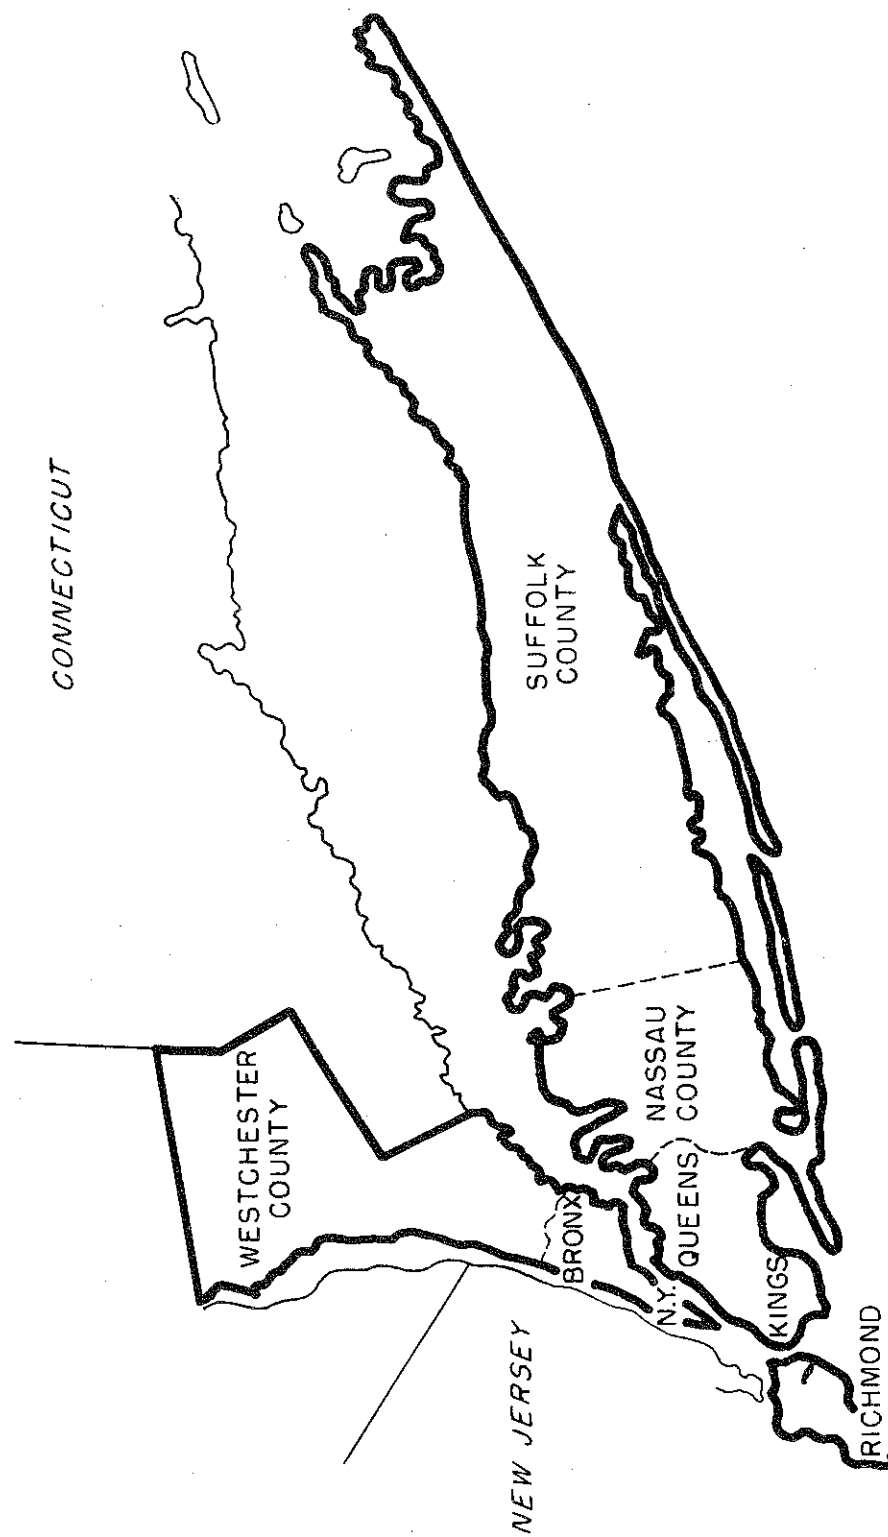 CONNECTICUT
WESTCHESTER
COUNTY
SUFFOLK
COUNTY
NASSAU
COUNTY
BRONX
QUEENS
N.Y.
KINGS
NEW JERSEY
RICHMOND